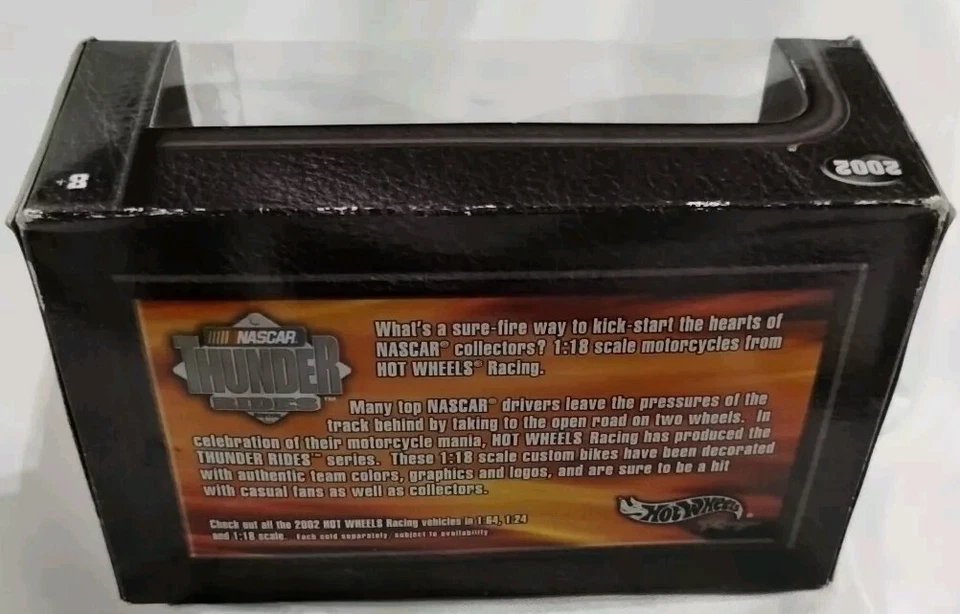 8+
2002
NASCAR
THUNDER
RIDES™
What's a sure-fire way to kick-start the hearts of
NASCAR® collectors? 1:18 scale motorcycles from
HOT WHEELS® Racing.
Many top NASCAR® drivers leave the pressures of the
track behind by taking to the open road on two wheels. In
celebration of their motorcycle mania, HOT WHEELS Racing has produced the
THUNDER RIDES™ series. These 1:18 scale custom bikes have been decorated
with authentic team colors, graphics and logos, and are sure to be a hit
with casual fans as well as collectors.
Check out all the 2002 HOT WHEELS Racing vehicles in 1:64, 1:24
and 1:18 scale. Each sold separately, subject to availability
HOT WHEELS